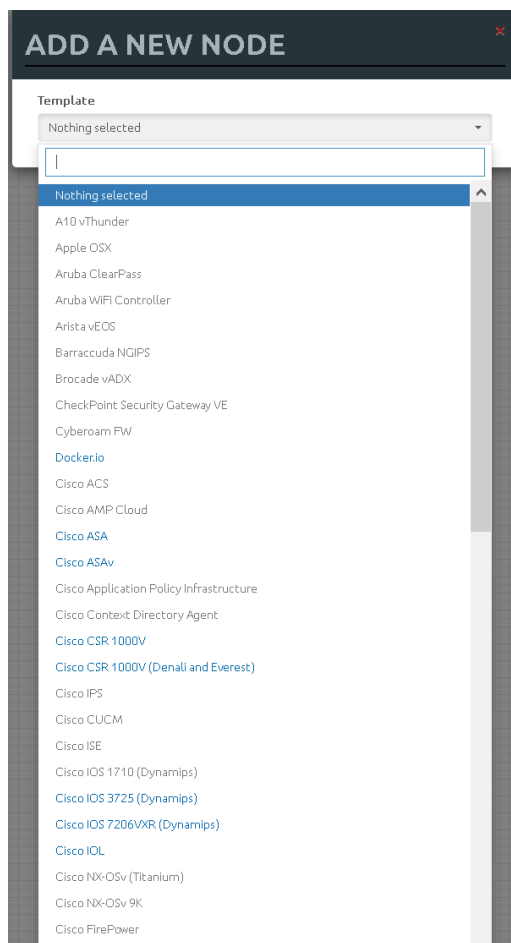 ADD A NEW NODE
Template
Nothing selected
Nothing selected
A10 vThunder
Apple OSX
Aruba ClearPass
Aruba WiFi Controller
Arista vEOS
Barraccuda NGIPS
Brocade vADX
CheckPoint Security Gateway VE
Cyberoam FW
Docker.io
Cisco ACS
Cisco AMP Cloud
Cisco ASA
Cisco ASAv
Cisco Application Policy Infrastructure
Cisco Context Directory Agent
Cisco CSR 1000V
Cisco CSR 1000V (Denali and Everest)
Cisco IPS
Cisco CUCM
Cisco ISE
Cisco IOS 1710 (Dynamips)
Cisco IOS 3725 (Dynamips)
Cisco IOS 7206VXR (Dynamips)
Cisco IOL
Cisco NX-OSv (Titanium)
Cisco NX-OSv 9K
Cisco FirePower